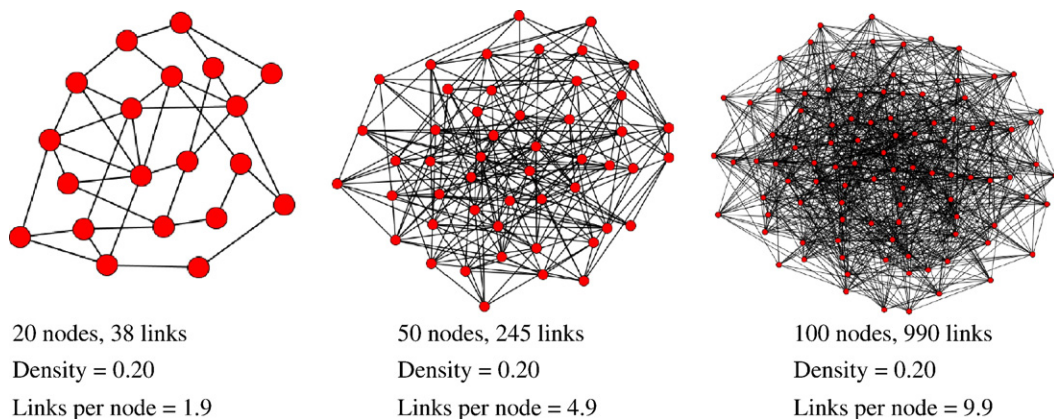 20 nodes, 38 links
Density = 0.20
Links per node = 1.9
50 nodes, 245 links
Density = 0.20
Links per node = 4.9
100 nodes, 990 links
Density = 0.20
Links per node = 9.9